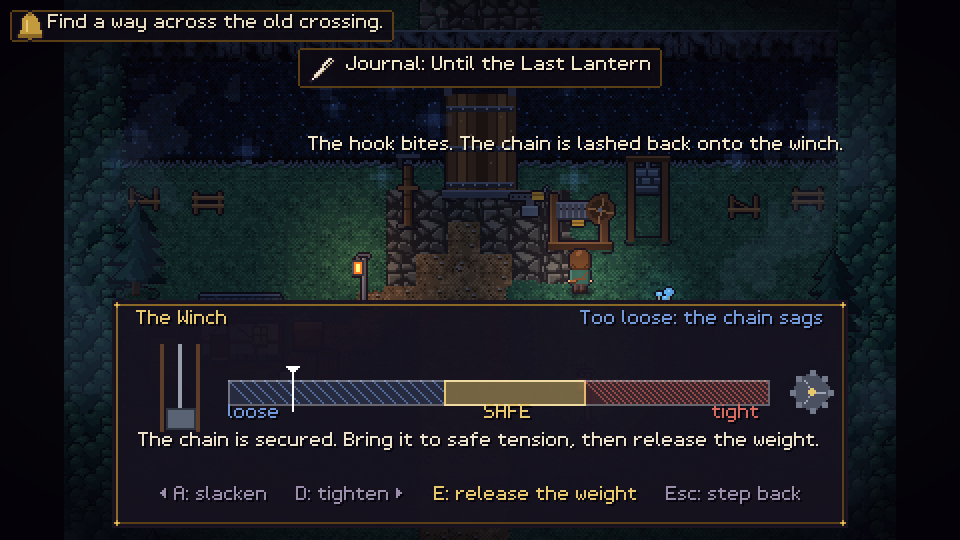 Find a way across the old crossing.
Journal: Until the Last Lantern
The hook bites. The chain is lashed back onto the winch.
The Winch
Too loose: the chain sags
loose
SAFE
tight
The chain is secured. Bring it to safe tension, then release the weight.
A: slacken
D: tighten
E: release the weight
Esc: step back